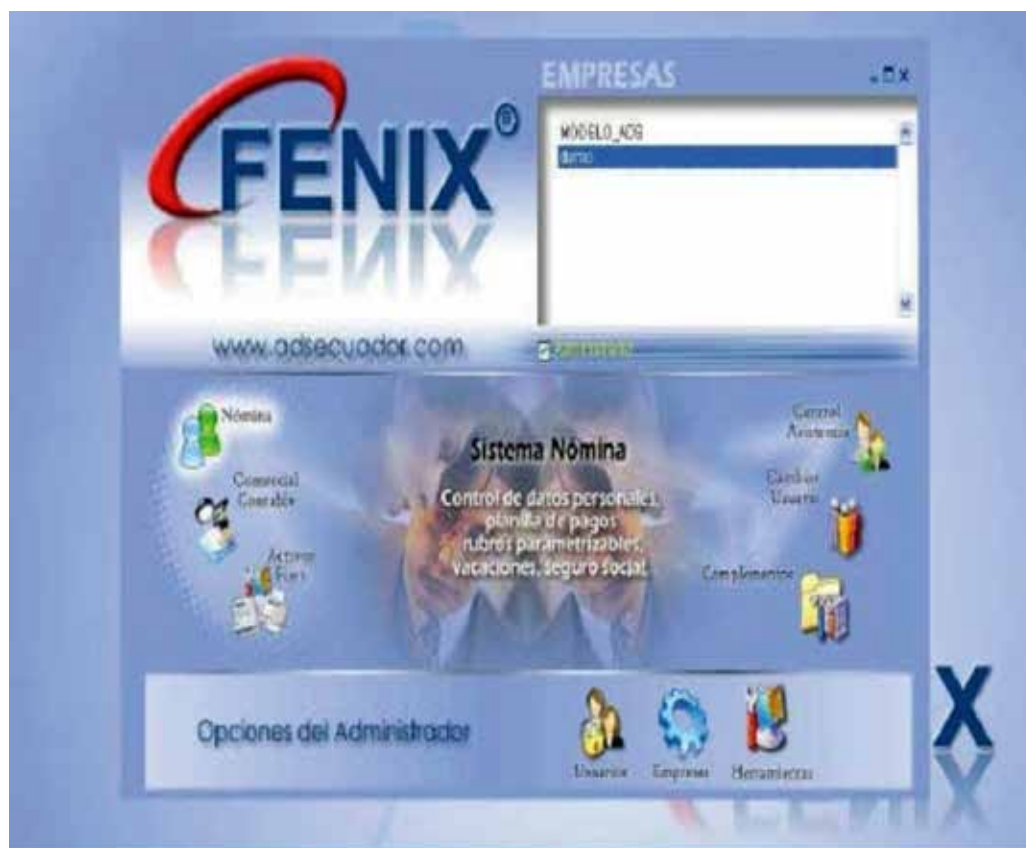 FENIX®
EMPRESAS
MODELO_ADS
demo
www.adsecuador.com
Nómina
Comercial
Contable
Activos
Fijos
Sistema Nómina
Control de datos personales,
planilla de pagos
rubros parametrizables,
vacaciones, seguro social.
Control
Cambiar
Usuario
Complementos
Opciones del Administrador
Usuarios
Empresas
Herramientas
X